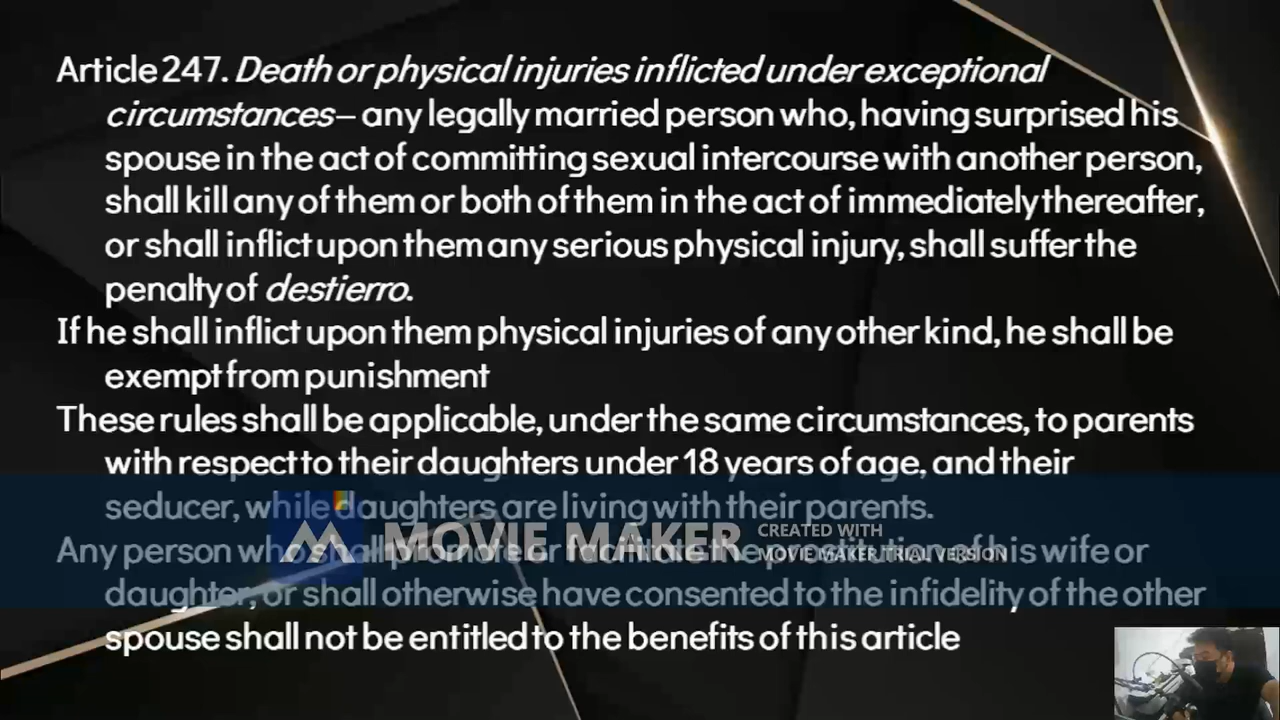 Article 247. Death or physical injuries inflicted under exceptional
circumstances – any legally married person who, having surprised his
spouse in the act of committing sexual intercourse with another person,
shall kill any of them or both of them in the act of immediately thereafter,
or shall inflict upon them any serious physical injury, shall suffer the
penalty of destierro.
If he shall inflict upon them physical injuries of any other kind, he shall be
exempt from punishment
These rules shall be applicable, under the same circumstances, to parents
with respect to their daughters under 18 years of age, and their
seducer, while daughters are living with their parents.
Any person who shall promote or facilitate the prostitution of his wife or
MOVIE MAKER
CREATED WITH
MOVIE MAKER TRIAL VERSION
daughter, or shall otherwise have consented to the infidelity of the other
spouse shall not be entitled to the benefits of this article